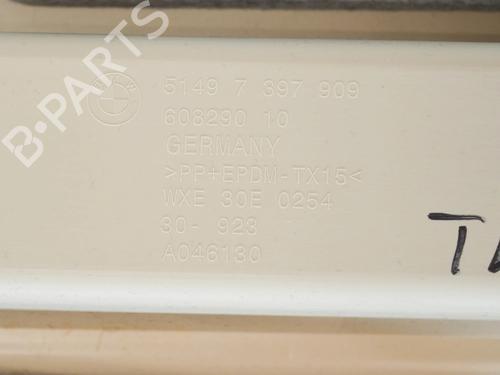 B-PARTS
5149 7 397 909
608290 10
GERMANY
>PP+EPDM-TX15<
WXE 30E 0254
30- 923
A046130